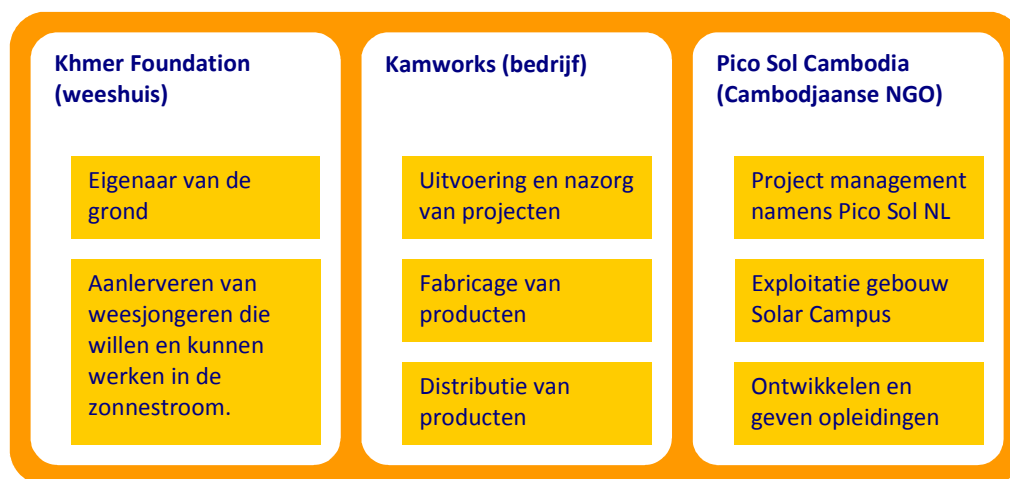 Khmer Foundation
(weeshuis)
Eigenaar van de
grond
Aanlerveren van
weesjongeren die
willen en kunnen
werken in de
zonnestroom.
Kamworks (bedrijf)
Uitvoering en nazorg
van projecten
Fabricage van
producten
Distributie van
producten
Pico Sol Cambodia
(Cambodjaanse NGO)
Project management
namens Pico Sol NL
Exploitatie gebouw
Solar Campus
Ontwikkelen en
geven opleidingen